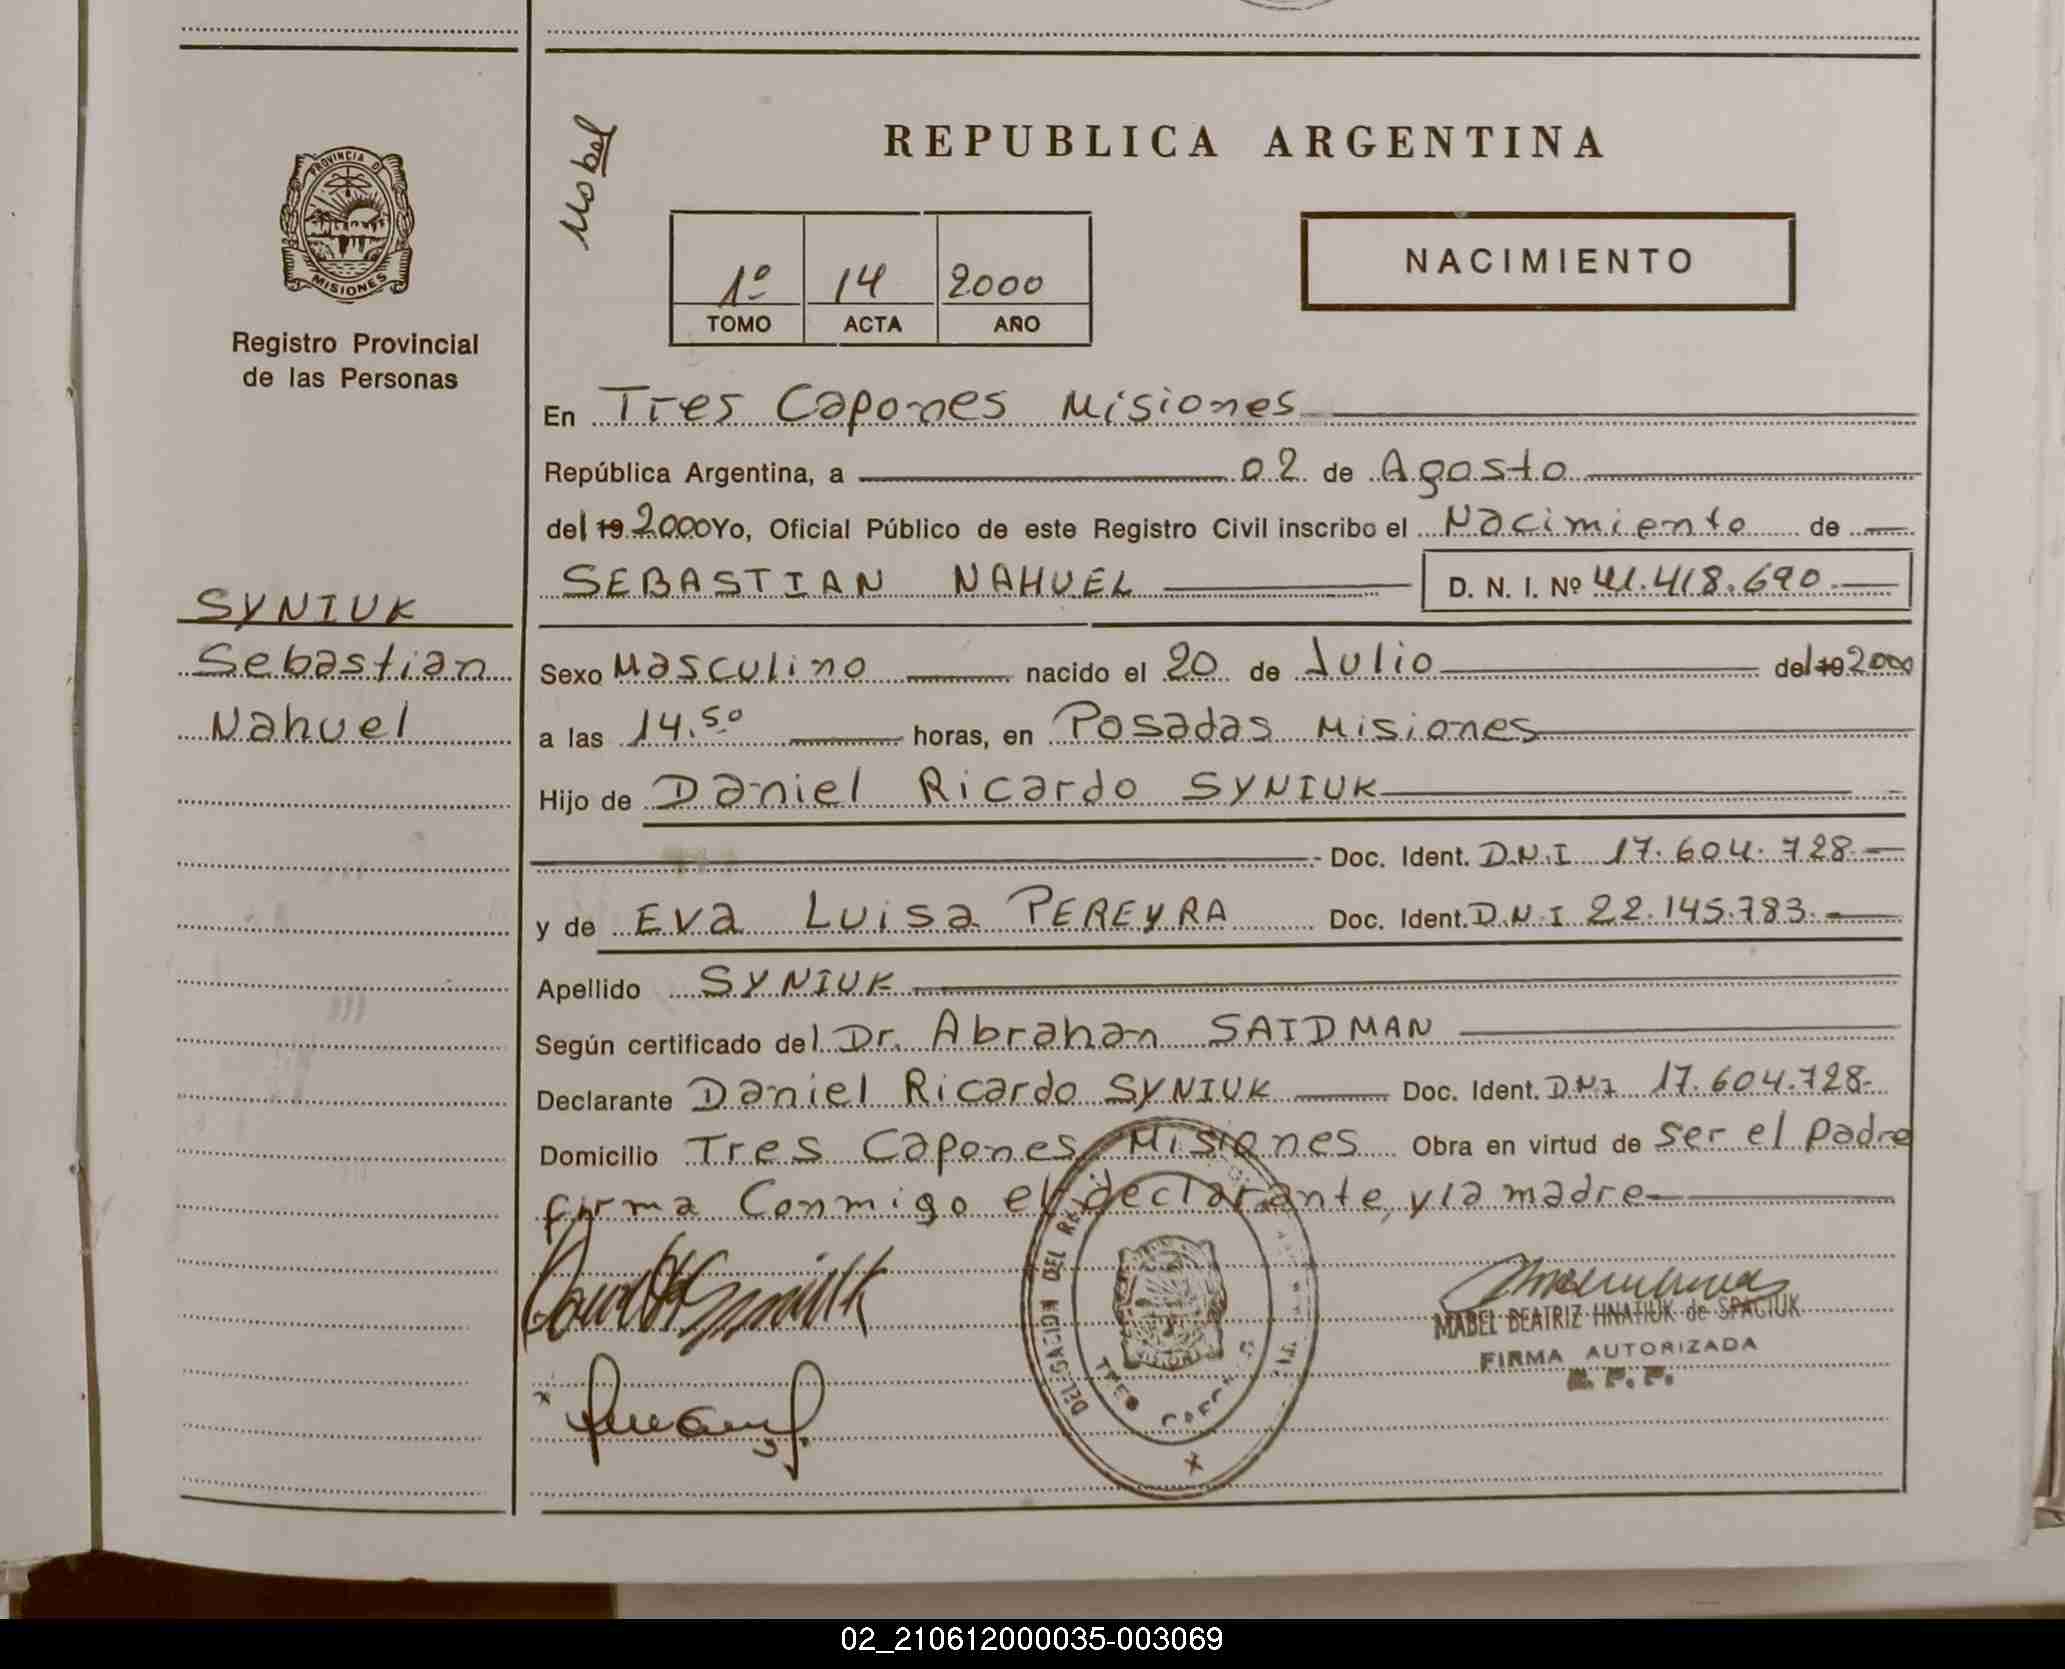 REPUBLICA ARGENTINA
Mabel
PROVINCIA DE
MISIONES
Registro Provincial
de las Personas
1º 14 2000
TOMO ACTA AÑO
NACIMIENTO
En Tres Capones Misiones
República Argentina, a 02 de Agosto
del 19 2000 Yo, Oficial Público de este Registro Civil inscribo el Nacimiento de
SEBASTIAN NAHUEL D. N. I. Nº 41.418.690
SYNIUK
Sebastian
Nahuel
Sexo Masculino nacido el 20 de Julio del 19 2000
a las 14.50 horas, en Posadas Misiones
Hijo de Daniel Ricardo SYNIUK
Doc. Ident. D.N.I 17.604.728
y de Eva Luisa PEREYRA Doc. Ident. D.N.I 22.145.783
Apellido SYNIUK
Según certificado del Dr. Abrahan SAIDMAN
Declarante Daniel Ricardo SYNIUK Doc. Ident. DNI 17.604.728
Domicilio Tres Capones Misiones Obra en virtud de ser el padre
firma Conmigo el declarante, y la madre
DELEGACION DEL
MABEL BEATRIZ HNATIUK de SPACIUK
FIRMA AUTORIZADA
R. P. P.
02_210612000035-003069